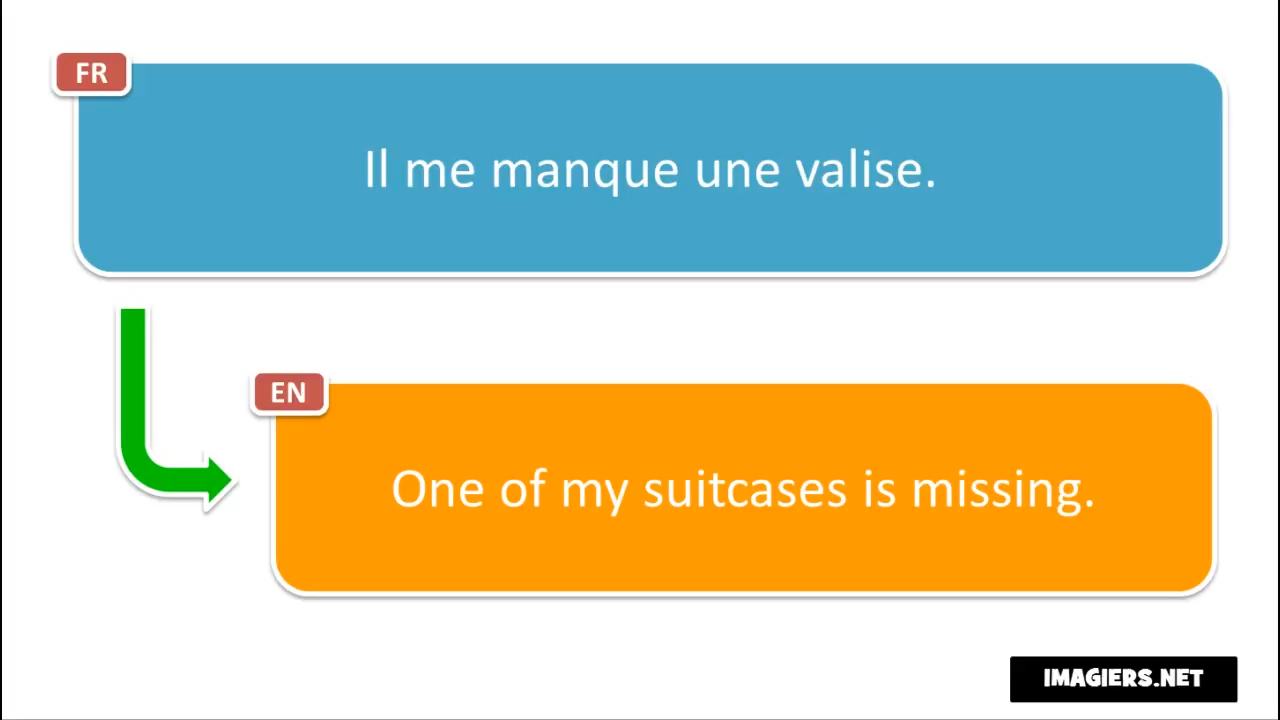 FR
Il me manque une valise.
EN
One of my suitcases is missing.
IMAGIERS.NET